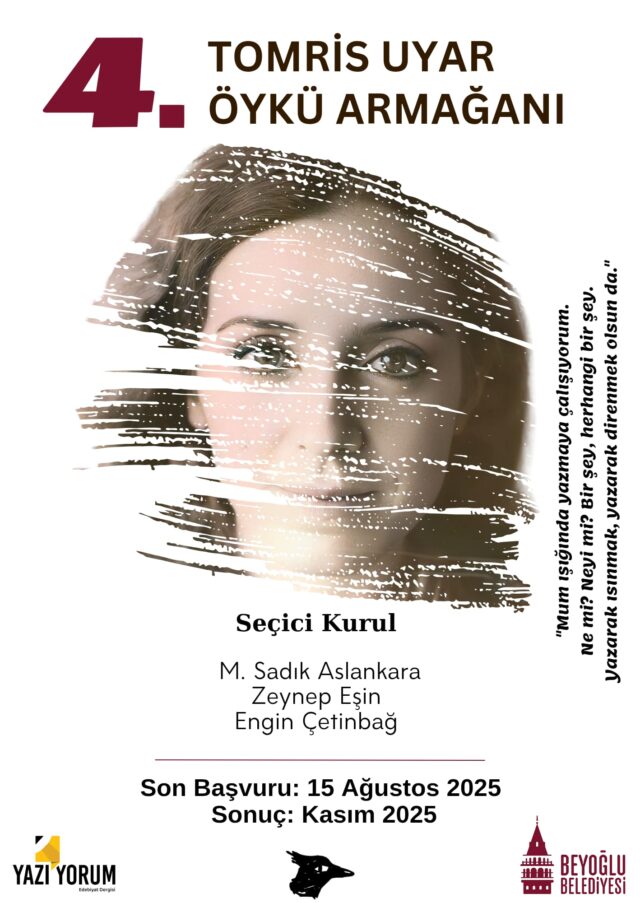 4. TOMRİS UYAR
ÖYKÜ ARMAĞANI
"Mum ışığında yazmaya çalışıyorum.
Ne mi? Neyi mi? Bir şey, herhangi bir şey.
Yazarak ısınmak, yazarak direnmek olsun da."
Seçici Kurul
M. Sadık Aslankara
Zeynep Eşin
Engin Çetinbağ
Son Başvuru: 15 Ağustos 2025
Sonuç: Kasım 2025
YAZI YORUM
Edebiyat Dergisi
BEYOĞLU
BELEDİYESİ